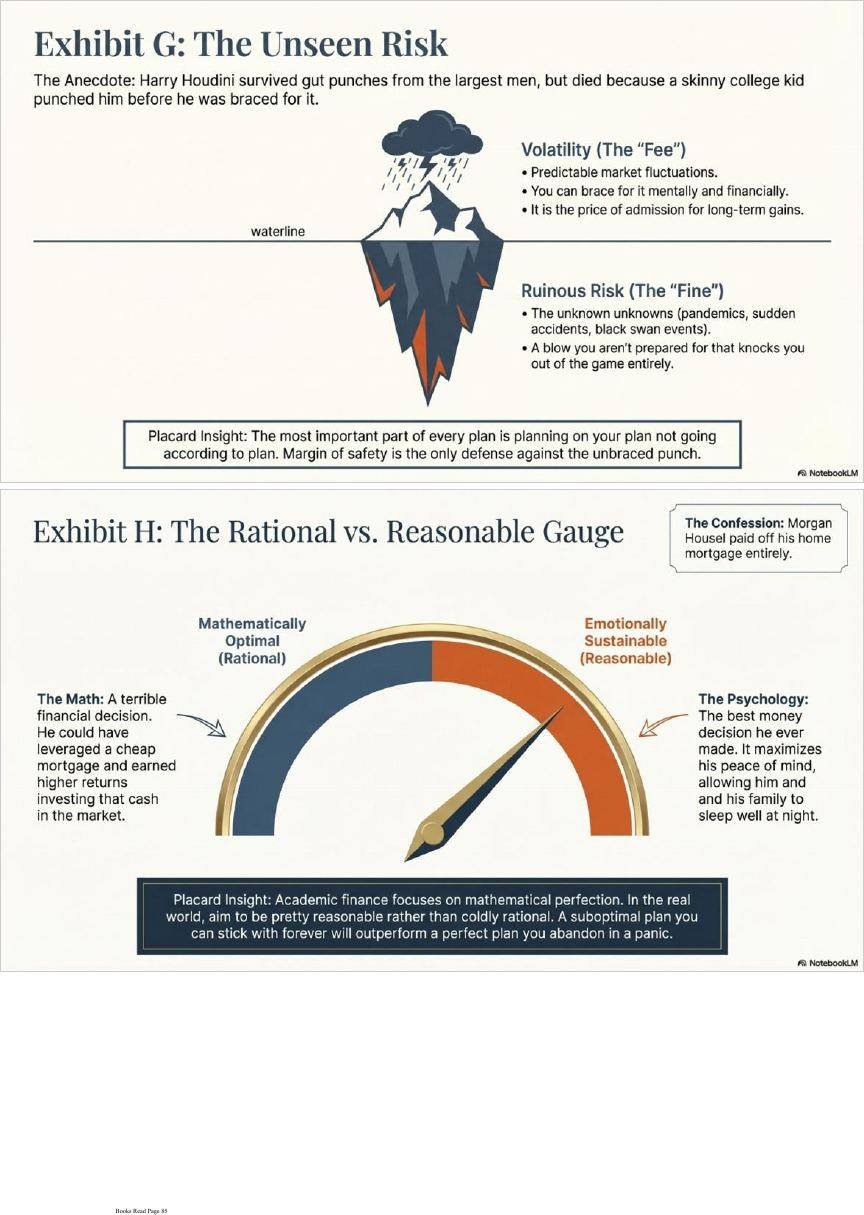 Exhibit G: The Unseen Risk
The Anecdote: Harry Houdini survived gut punches from the largest men, but died because a skinny college kid
punched him before he was braced for it.
Volatility (The “Fee”)
• Predictable market fluctuations.
• You can brace for it mentally and financially.
• It is the price of admission for long-term gains.
waterline
Ruinous Risk (The “Fine”)
• The unknown unknowns (pandemics, sudden
accidents, black swan events).
• A blow you aren’t prepared for that knocks you
out of the game entirely.
Placard Insight: The most important part of every plan is planning on your plan not going
according to plan. Margin of safety is the only defense against the unbraced punch.
NotebookLM
Exhibit H: The Rational vs. Reasonable Gauge
The Confession: Morgan
Housel paid off his home
mortgage entirely.
Mathematically
Optimal
(Rational)
Emotionally
Sustainable
(Reasonable)
The Math: A terrible
financial decision.
He could have
leveraged a cheap
mortgage and earned
higher returns
investing that cash
in the market.
The Psychology:
The best money
decision he ever
made. It maximizes
his peace of mind,
allowing him and
and his family to
sleep well at night.
Placard Insight: Academic finance focuses on mathematical perfection. In the real
world, aim to be pretty reasonable rather than coldly rational. A suboptimal plan you
can stick with forever will outperform a perfect plan you abandon in a panic.
NotebookLM
Books Read Page 85